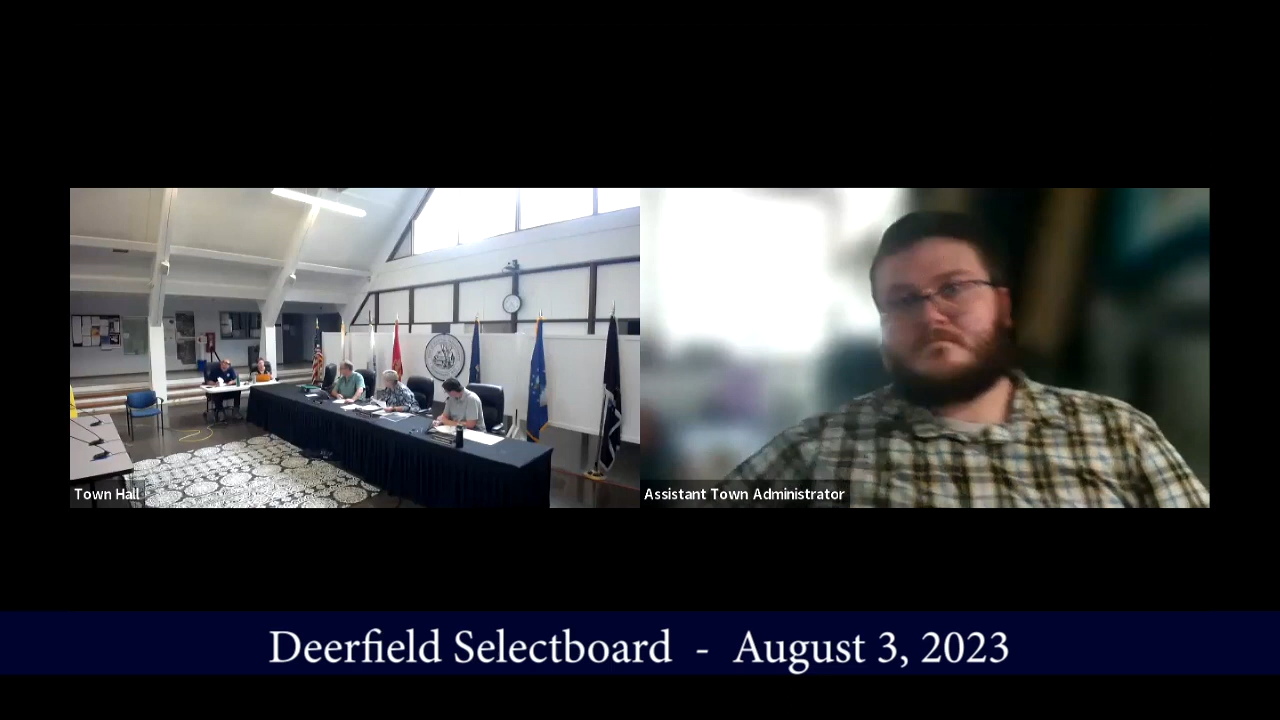 Town Hall
Assistant Town Administrator
Deerfield Selectboard - August 3, 2023